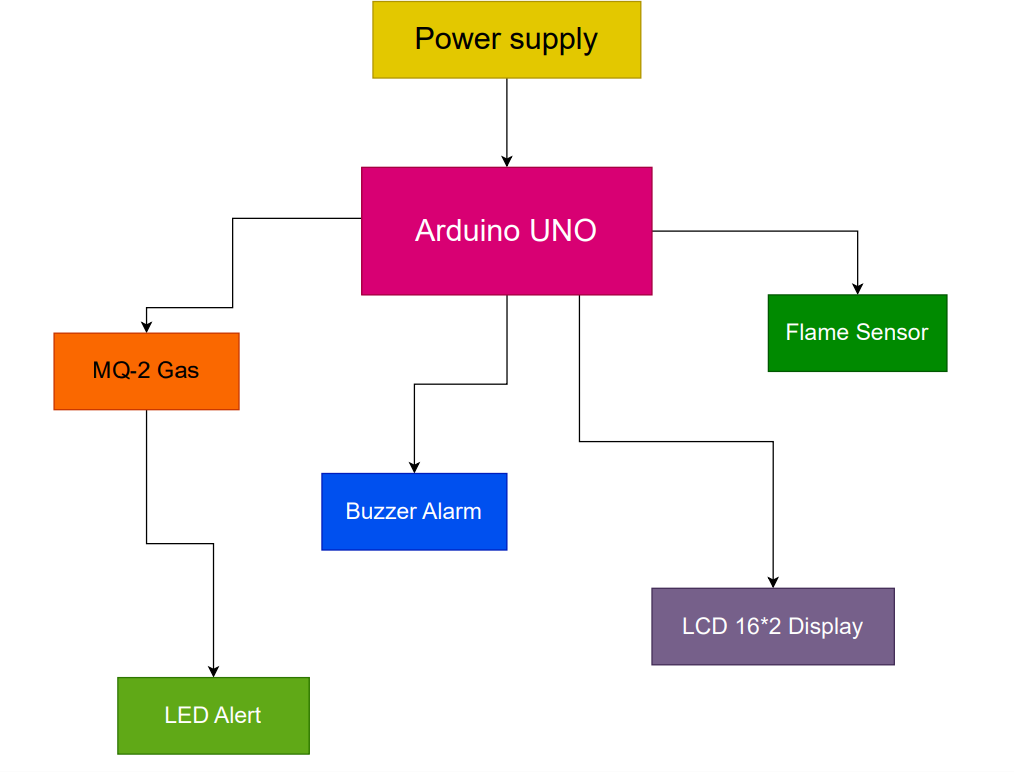 Power supply
Arduino UNO
Flame Sensor
MQ-2 Gas
Buzzer Alarm
LCD 16*2 Display
LED Alert